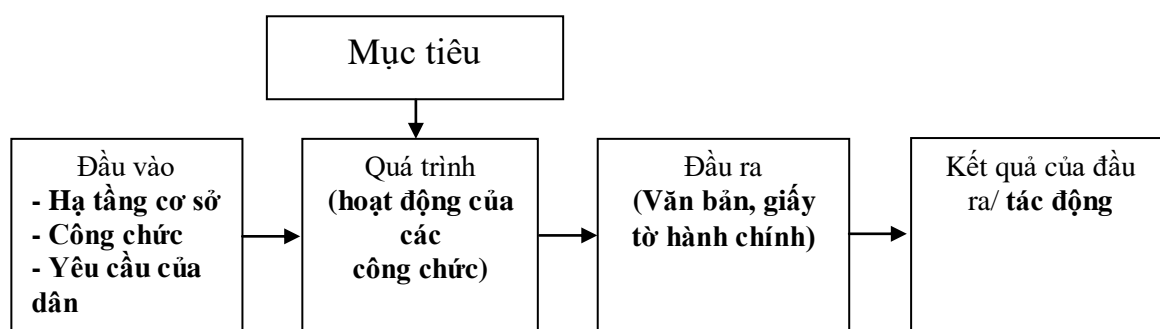 Mục tiêu
Đầu vào
- Hạ tầng cơ sở
- Công chức
- Yêu cầu của
dân
Quá trình
(hoạt động của
các
công chức)
Đầu ra
(Văn bản, giấy
tờ hành chính)
Kết quả của đầu
ra/ tác động